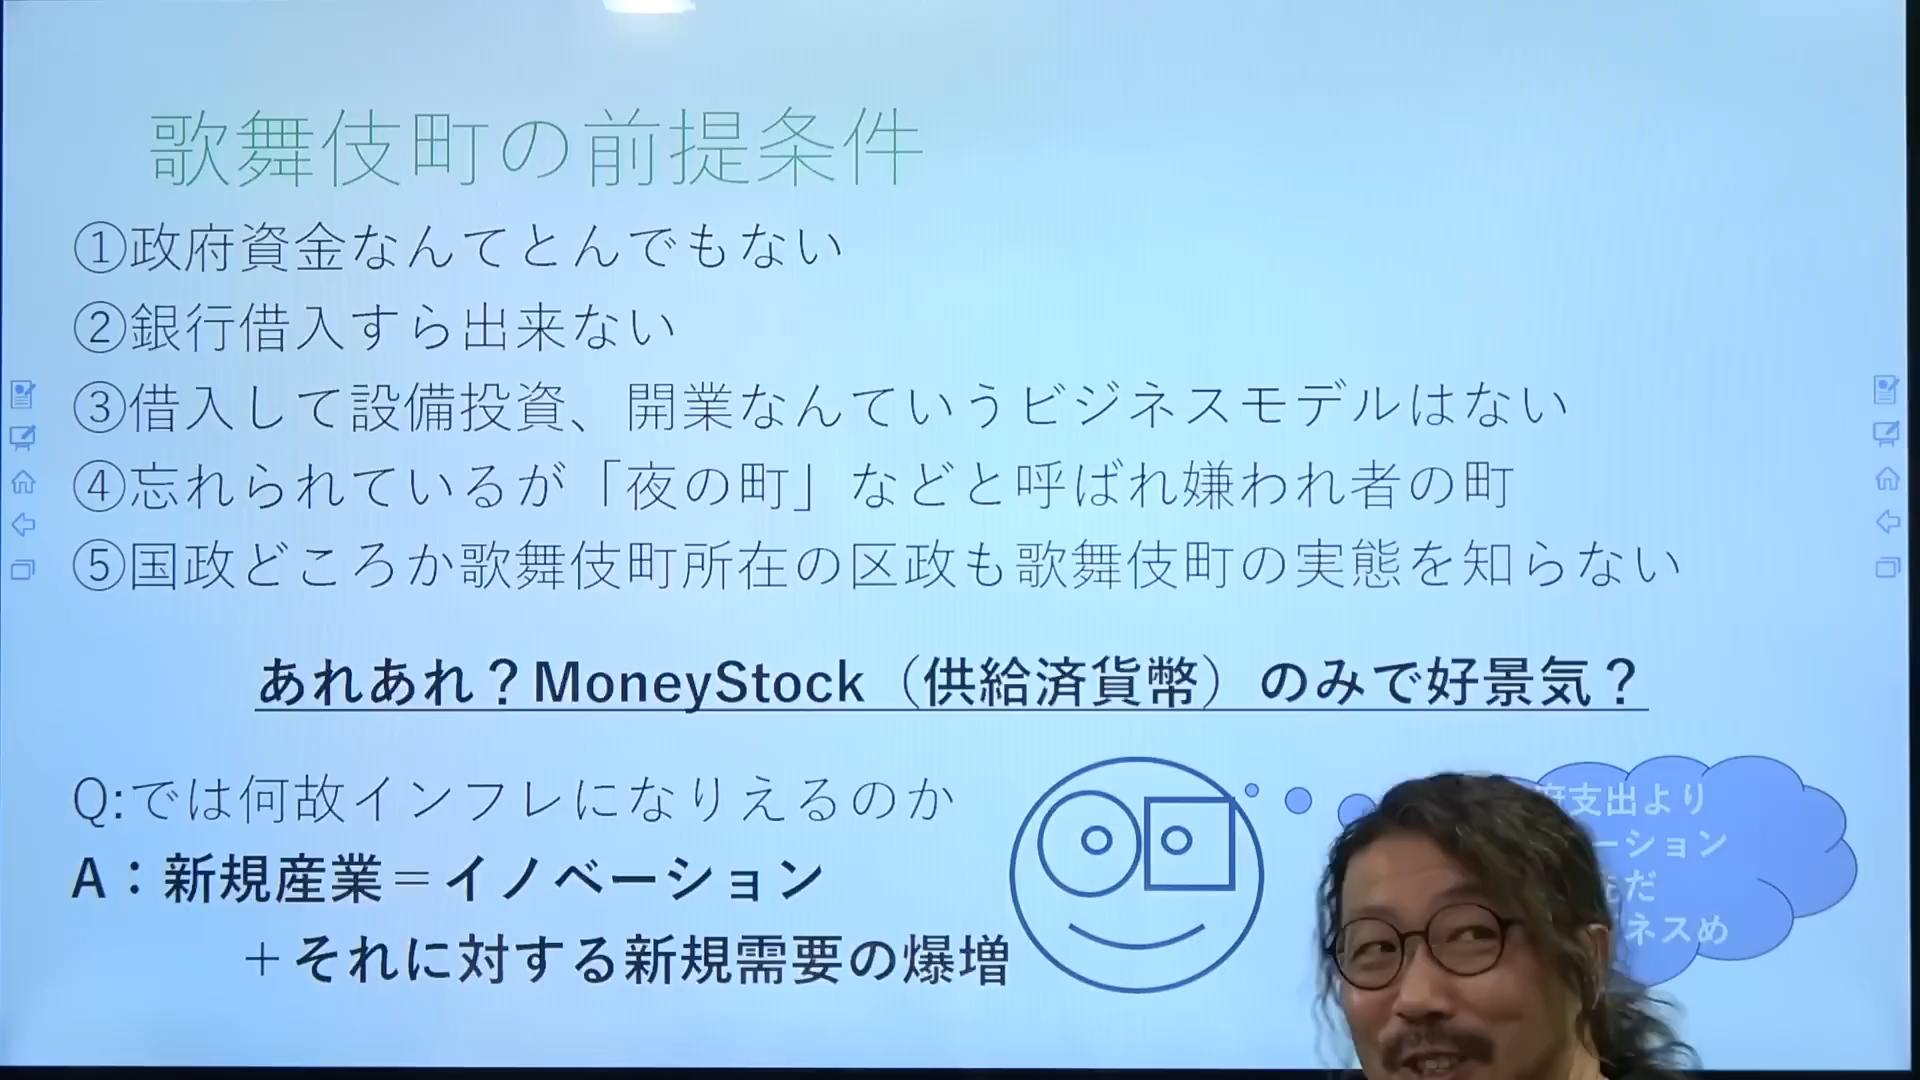 歌舞伎町の前提条件
①政府資金なんてとんでもない
②銀行借入すら出来ない
③借入して設備投資、開業なんていうビジネスモデルはない
④忘れられているが「夜の町」などと呼ばれ嫌われ者の町
⑤国政どころか歌舞伎町所在の区政も歌舞伎町の実態を知らない
あれあれ？MoneyStock（供給済貨幣）のみで好景気？
Q:では何故インフレになりえるのか
A：新規産業＝イノベーション
＋それに対する新規需要の爆増
支出より
ーション
だ
ネスめ